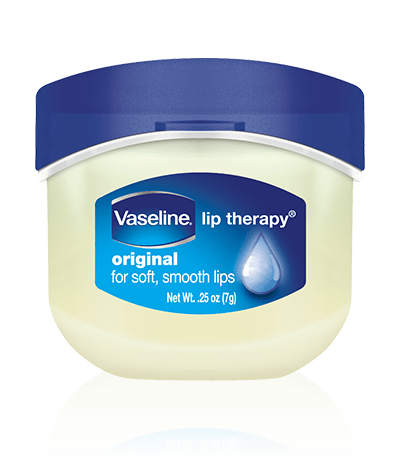 Vaseline. lip therapy®
original
for soft, smooth lips
Net Wt. .25 oz (7g)